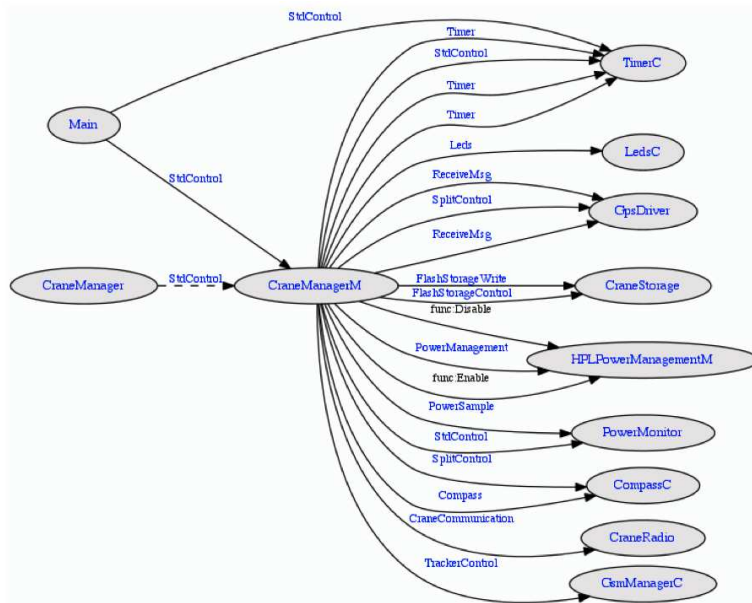 StdControl
Timer
StdControl
TimerC
Timer
Main
Timer
Leds
LedsC
StdControl
ReceiveMsg
SplitControl
GpsDriver
ReceiveMsg
CraneManager
StdControl
CraneManagerM
FlashStorageWrite
CraneStorage
FlashStorageControl
func:Disable
PowerManagement
HPLPowerManagementM
func:Enable
PowerSample
PowerMonitor
StdControl
SplitControl
CompassC
Compass
CraneCommunication
CraneRadio
TrackerControl
GsmManagerC